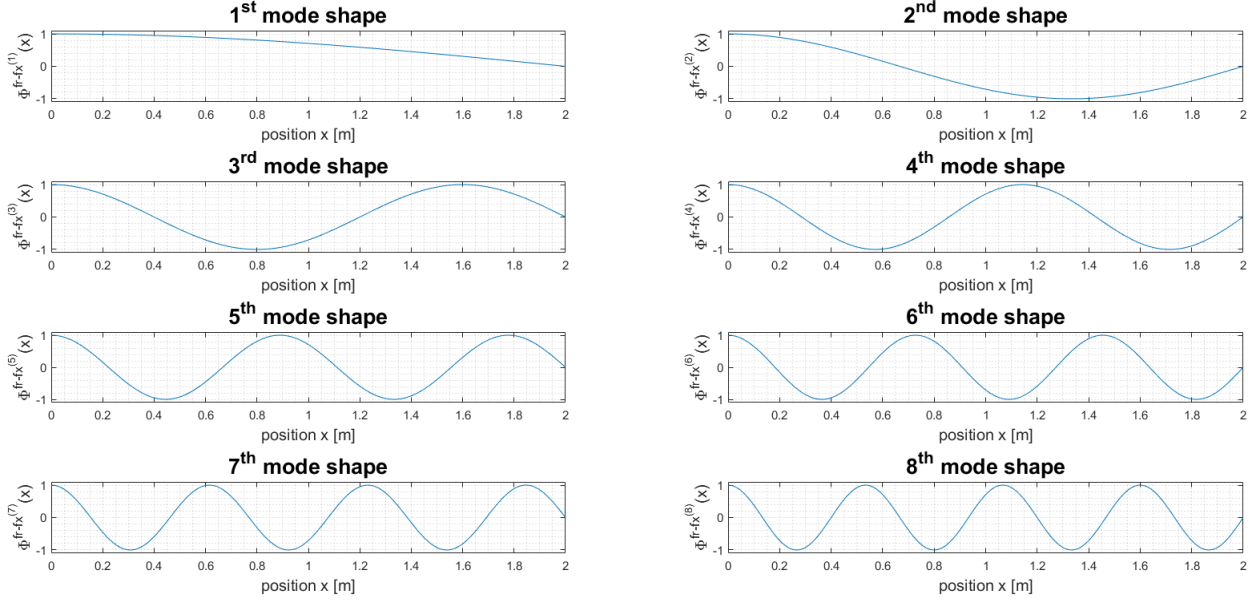 1st mode shape
Φfr-fx(1)(x)
1
0
-1
0 0.2 0.4 0.6 0.8 1 1.2 1.4 1.6 1.8 2
position x [m]
2nd mode shape
Φfr-fx(2)(x)
1
0
-1
0 0.2 0.4 0.6 0.8 1 1.2 1.4 1.6 1.8 2
position x [m]
3rd mode shape
Φfr-fx(3)(x)
1
0
-1
0 0.2 0.4 0.6 0.8 1 1.2 1.4 1.6 1.8 2
position x [m]
4th mode shape
Φfr-fx(4)(x)
1
0
-1
0 0.2 0.4 0.6 0.8 1 1.2 1.4 1.6 1.8 2
position x [m]
5th mode shape
Φfr-fx(5)(x)
1
0
-1
0 0.2 0.4 0.6 0.8 1 1.2 1.4 1.6 1.8 2
position x [m]
6th mode shape
Φfr-fx(6)(x)
1
0
-1
0 0.2 0.4 0.6 0.8 1 1.2 1.4 1.6 1.8 2
position x [m]
7th mode shape
Φfr-fx(7)(x)
1
0
-1
0 0.2 0.4 0.6 0.8 1 1.2 1.4 1.6 1.8 2
position x [m]
8th mode shape
Φfr-fx(8)(x)
1
0
-1
0 0.2 0.4 0.6 0.8 1 1.2 1.4 1.6 1.8 2
position x [m]